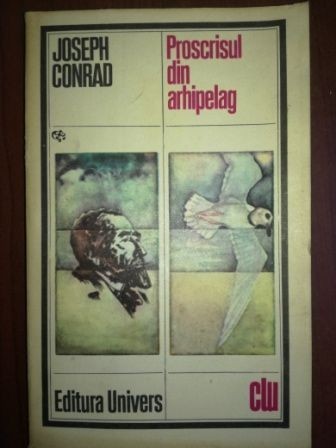 JOSEPH
CONRAD
Proscrisul
din
arhipelag
Editura Univers
clu